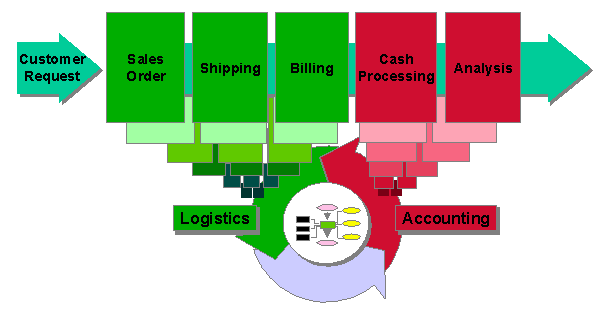 Customer
Request
Sales
Order
Shipping
Billing
Cash
Processing
Analysis
Logistics
Accounting